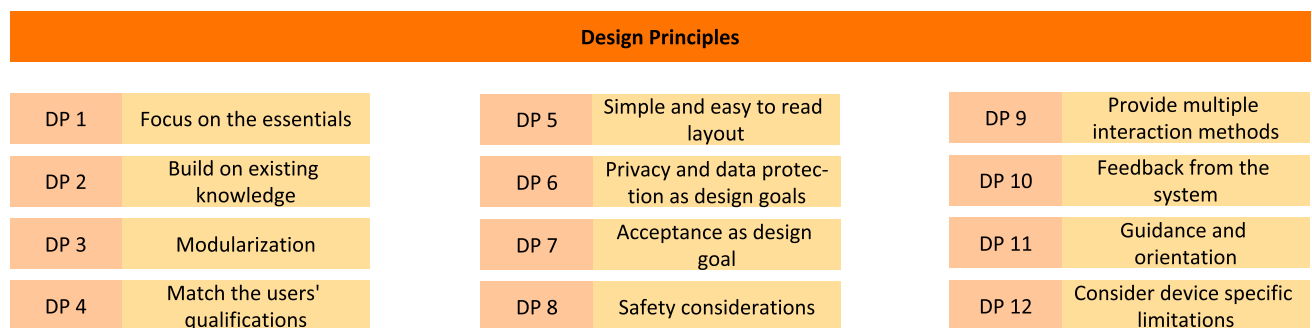 Design Principles
DP 1
Focus on the essentials
DP 2
Build on existing
knowledge
DP 3
Modularization
DP 4
Match the users'
qualifications
DP 5
Simple and easy to read
layout
DP 6
Privacy and data protec-
tion as design goals
DP 7
Acceptance as design
goal
DP 8
Safety considerations
DP 9
Provide multiple
interaction methods
DP 10
Feedback from the
system
DP 11
Guidance and
orientation
DP 12
Consider device specific
limitations